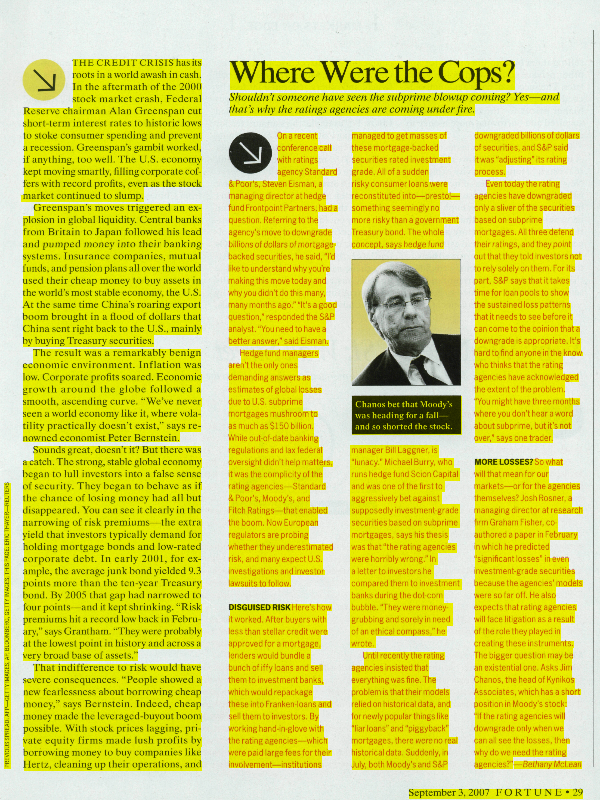 THE CREDIT CRISIS has its
roots in a world awash in cash.
In the aftermath of the 2000
stock market crash, Federal
Reserve chairman Alan Greenspan cut
short-term interest rates to historic lows
to stoke consumer spending and prevent
a recession. Greenspan's gambit worked,
if anything, too well. The U.S. economy
kept moving smartly, filling corporate cof-
fers with record profits, even as the stock
market continued to slump.
Greenspan's moves triggered an ex-
plosion in global liquidity. Central banks
from Britain to Japan followed his lead
and pumped money into their banking
systems. Insurance companies, mutual
funds, and pension plans all over the world
used their cheap money to buy assets in
the world's most stable economy, the U.S.
At the same time China's roaring export
boom brought in a flood of dollars that
China sent right back to the U.S., mainly
by buying Treasury securities.
The result was a remarkably benign
economic environment. Inflation was
low. Corporate profits soared. Economic
growth around the globe followed a
smooth, ascending curve. "We've never
seen a world economy like it, where vola-
tility practically doesn't exist," says re-
nowned economist Peter Bernstein.
Sounds great, doesn't it? But there was
a catch. The strong, stable global economy
began to lull investors into a false sense
of security. They began to behave as if
the chance of losing money had all but
disappeared. You can see it clearly in the
narrowing of risk premiums—the extra
yield that investors typically demand for
holding mortgage bonds and low-rated
corporate debt. In early 2001, for ex-
ample, the average junk bond yielded 9.3
points more than the ten-year Treasury
bond. By 2005 that gap had narrowed to
four points—and it kept shrinking. "Risk
premiums hit a record low back in Febru-
ary," says Grantham. "They were probably
at the lowest point in history and across a
very broad base of assets."
That indifference to risk would have
severe consequences. "People showed a
new fearlessness about borrowing cheap
money," says Bernstein. Indeed, cheap
money made the leveraged-buyout boom
possible. With stock prices lagging, pri-
vate equity firms made lush profits by
borrowing money to buy companies like
Hertz, cleaning up their operations, and
Where Were the Cops?
Shouldn't someone have seen the subprime blowup coming? Yes—and
that's why the ratings agencies are coming under fire.
On a recent
conference call
with ratings
agency Standard
& Poor's, Steven Eisman, a
managing director at hedge
fund Frontpoint Partners, had a
question. Referring to the
agency's move to downgrade
billions of dollars of mortgage-
backed securities, he said, "I'd
like to understand why you're
making this move today and
why you didn't do this many,
many months ago." "It's a good
question," responded the S&P
analyst. "You need to have a
better answer," said Eisman.
Hedge fund managers
aren't the only ones
demanding answers as
estimates of global losses
due to U.S. subprime
mortgages mushroom to
as much as $150 billion.
While out-of-date banking
regulations and lax federal
oversight didn't help matters,
it was the complicity of the
rating agencies—Standard
& Poor's, Moody's, and
Fitch Ratings—that enabled
the boom. Now European
regulators are probing
whether they underestimated
risk, and many expect U.S.
investigations and investor
lawsuits to follow.
DISGUISED RISK Here's how
it worked. After buyers with
less than stellar credit were
approved for a mortgage,
lenders would bundle a
bunch of iffy loans and sell
them to investment banks,
which would repackage
these into Franken-loans and
sell them to investors. By
working hand-in-glove with
the rating agencies—which
were paid large fees for their
involvement—institutions
managed to get masses of
these mortgage-backed
securities rated investment
grade. All of a sudden
risky consumer loans were
reconstituted into—presto!—
something seemingly no
more risky than a government
Treasury bond. The whole
concept, says hedge fund
Chanos bet that Moody's
was heading for a fall—
and so shorted the stock.
manager Bill Laggner, is
"lunacy." Michael Burry, who
runs hedge fund Scion Capital
and was one of the first to
aggressively bet against
supposedly investment-grade
securities based on subprime
mortgages, says his thesis
was that "the rating agencies
were horribly wrong." In
a letter to investors he
compared them to investment
banks during the dot-com
bubble. "They were money-
grubbing and sorely in need
of an ethical compass," he
wrote.
Until recently the rating
agencies insisted that
everything was fine. The
problem is that their models
relied on historical data, and
for newly popular things like
"liar loans" and "piggyback"
mortgages, there were no real
historical data. Suddenly, in
July, both Moody's and S&P
downgraded billions of dollars
of securities, and S&P said
it was "adjusting" its rating
process.
Even today the rating
agencies have downgraded
only a sliver of the securities
based on subprime
mortgages. All three defend
their ratings, and they point
out that they told investors not
to rely solely on them. For its
part, S&P says that it takes
time for loan pools to show
the sustained loss patterns
that it needs to see before it
can come to the opinion that a
downgrade is appropriate. It's
hard to find anyone in the know
who thinks that the rating
agencies have acknowledged
the extent of the problem.
"You might have three months
where you don't hear a word
about subprime, but it's not
over," says one trader.
MORE LOSSES? So what
will that mean for our
markets—or for the agencies
themselves? Josh Rosner, a
managing director at research
firm Graham Fisher, co-
authored a paper in February
in which he predicted
"significant losses" in even
investment-grade securities
because the agencies' models
were so far off. He also
expects that rating agencies
will face litigation as a result
of the role they played in
creating these instruments.
The bigger question may be
an existential one. Asks Jim
Chanos, the head of Kynikos
Associates, which has a short
position in Moody's stock:
"If the rating agencies will
downgrade only when we
can all see the losses, then
why do we need the rating
agencies?" —Bethany McLean
September 3, 2007 FORTUNE • 29